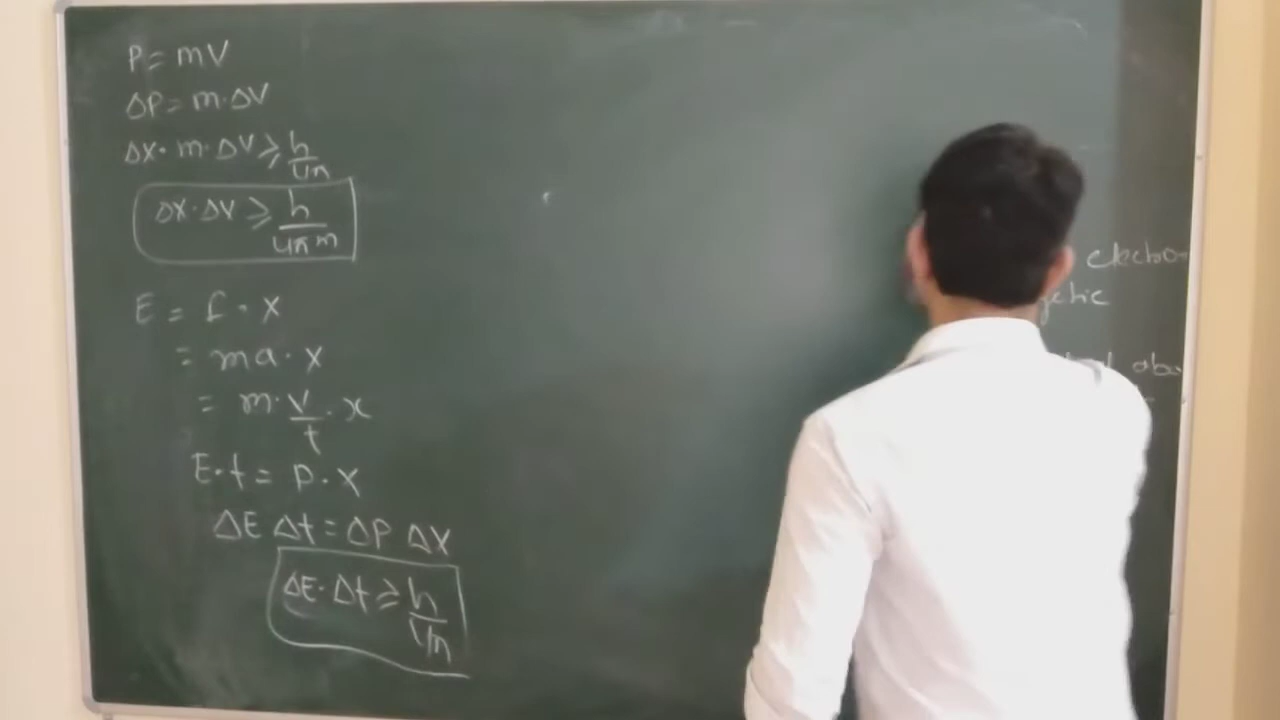 P = mV
ΔP = m·ΔV
Δx· m· ΔV ≥ h/4π
Δx·ΔV ≥ h/4πm
E = f · x
= ma · x
= m· V/t · x
E·t = P·x
ΔE Δt = ΔP Δx
ΔE· Δt ≥ h/4π